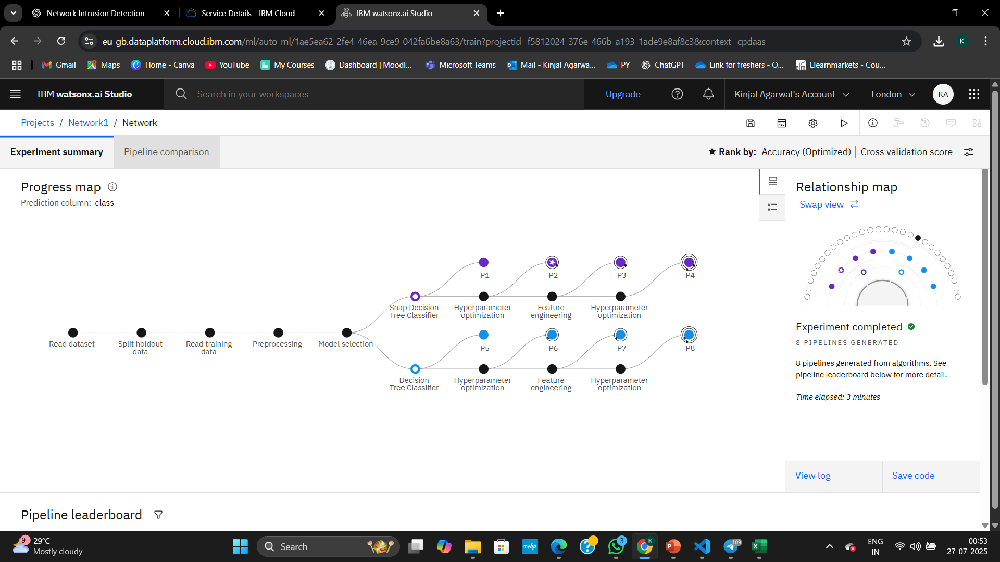 Network Intrusion Detection
Service Details - IBM Cloud
IBM watsonx.ai Studio
eu-gb.dataplatform.cloud.ibm.com/ml/auto-ml/1ae5ea62-2fe4-46ea-9ce9-042fa6be8a63/train?projectid=f5812024-376e-466b-a193-1ade9e8af8c3&context=cpdaas
K
Gmail
Maps
Home - Canva
YouTube
My Courses
Dashboard | Moodl...
Microsoft Teams
Mail - Kinjal Agarwa...
PY
ChatGPT
Link for freshers - O...
Elearnmarkets - Cou...
IBM watsonx.ai Studio
Search in your workspaces
Upgrade
Kinjal Agarwal's Account
London
KA
Projects / Network1 / Network
Experiment summary
Pipeline comparison
Rank by: Accuracy (Optimized) | Cross validation score
Progress map
Prediction column: class
P1
P2
P3
P4
Snap Decision
Tree Classifier
Hyperparameter
optimization
Feature
engineering
Hyperparameter
optimization
Read dataset
Split holdout
data
Read training
data
Preprocessing
Model selection
P5
P6
P7
P8
Decision
Tree Classifier
Hyperparameter
optimization
Feature
engineering
Hyperparameter
optimization
Relationship map
Swap view
Experiment completed
8 PIPELINES GENERATED
8 pipelines generated from algorithms. See
pipeline leaderboard below for more detail.
Time elapsed: 3 minutes
View log
Save code
Pipeline leaderboard
9+
29°C
Mostly cloudy
Search
myhp
3
K
109
ENG
IN
00:53
27-07-2025